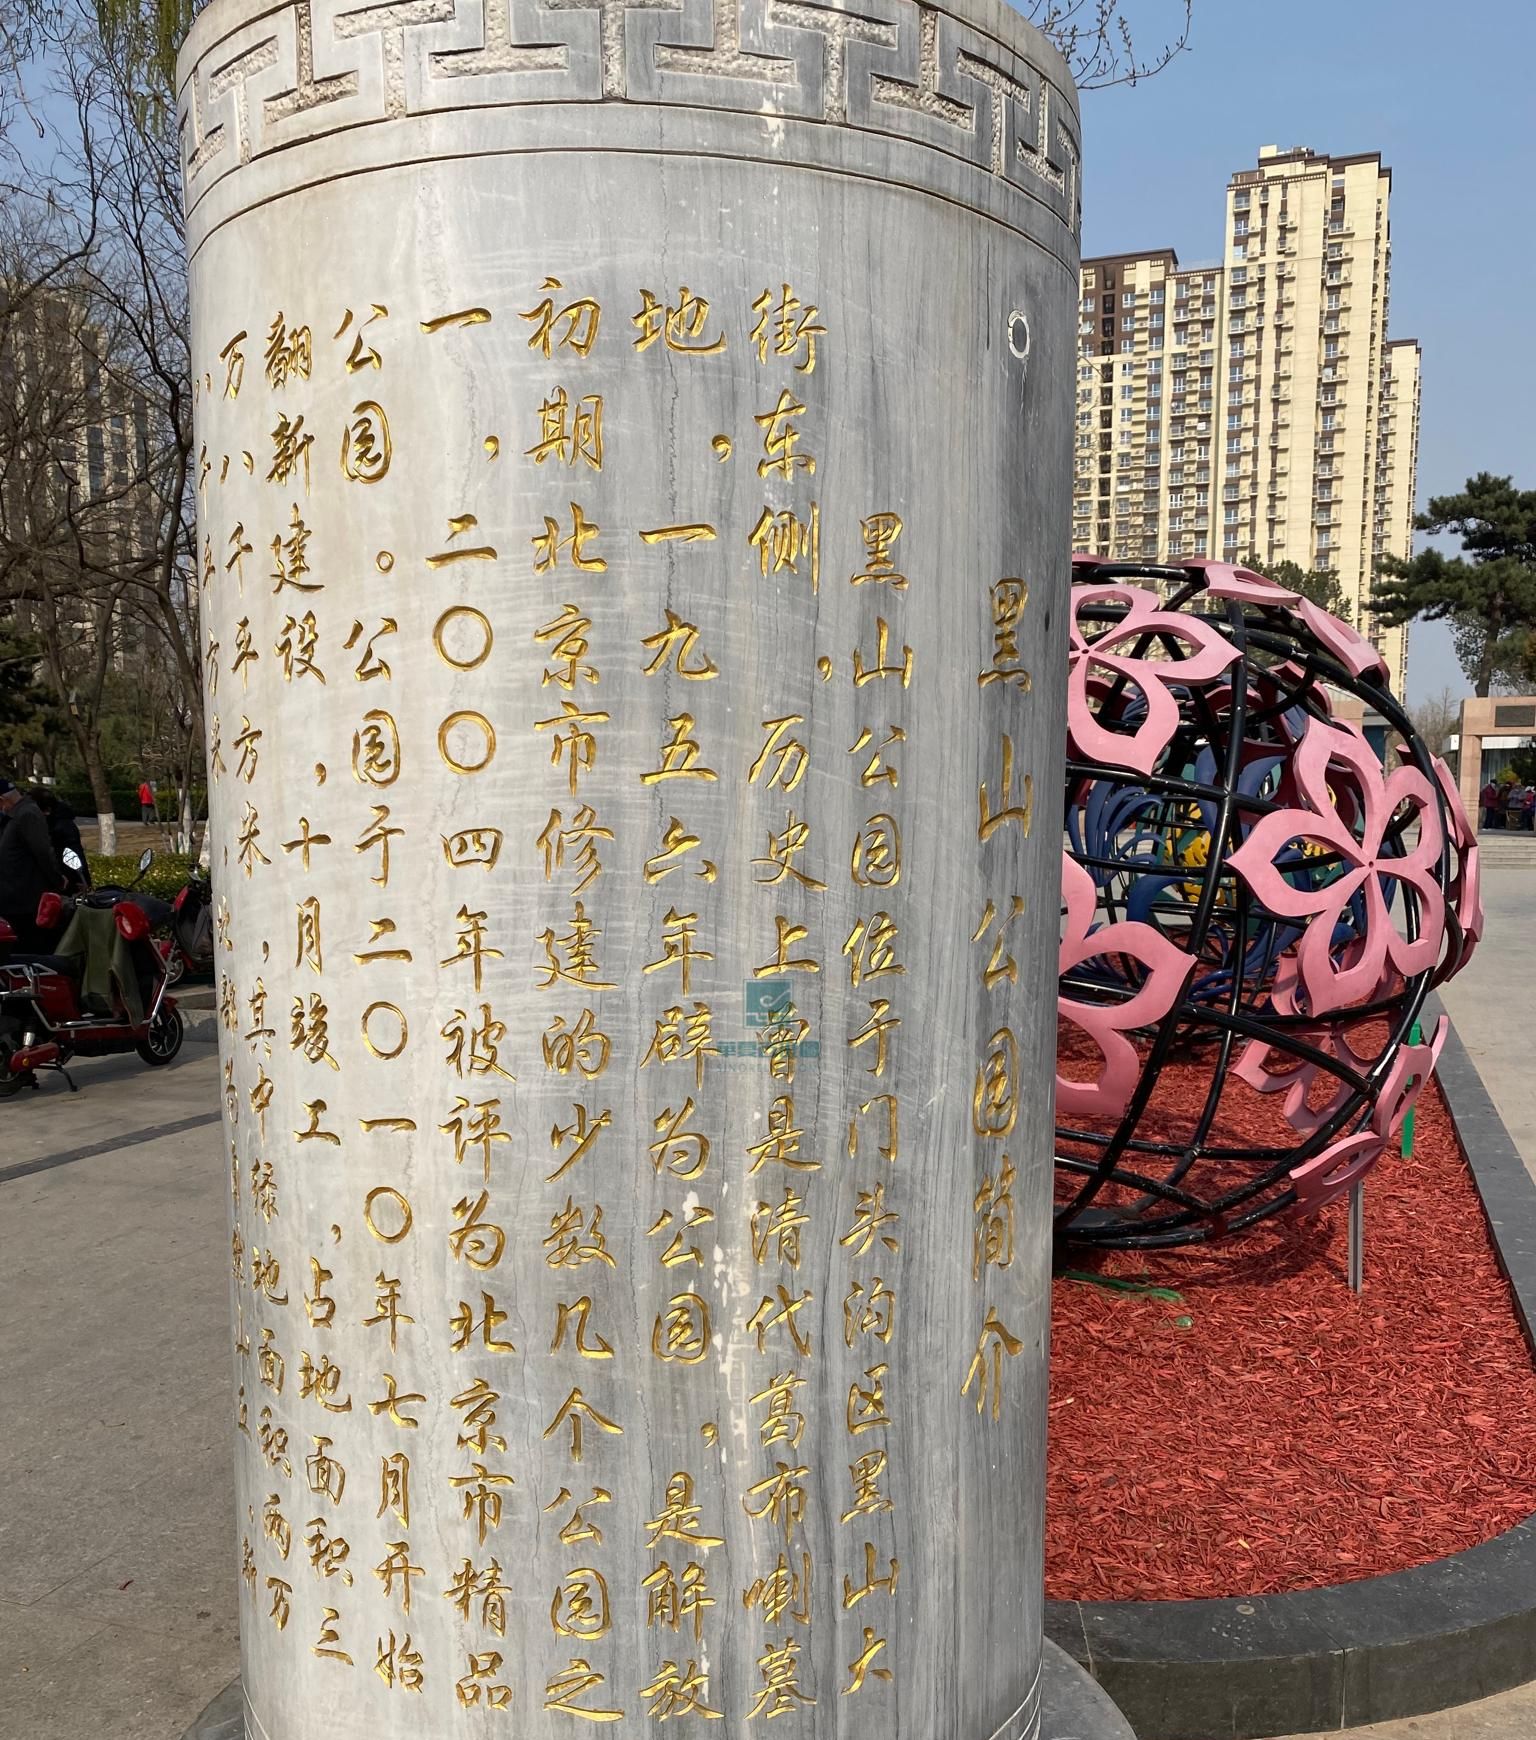 黑山公园简介
黑山公园位于门头沟区黑山大
街东侧，历史上曾是清代葛布喇墓
地，一九五六年辟为公园，是解放
初期北京市修建的少数几个公园之
一，二〇〇四年被评为北京市精品
公园。公园于二〇一〇年七月开始
翻新建设，十月竣工，占地面积三
万八千平方米，其中绿地面积两万
八千平方米